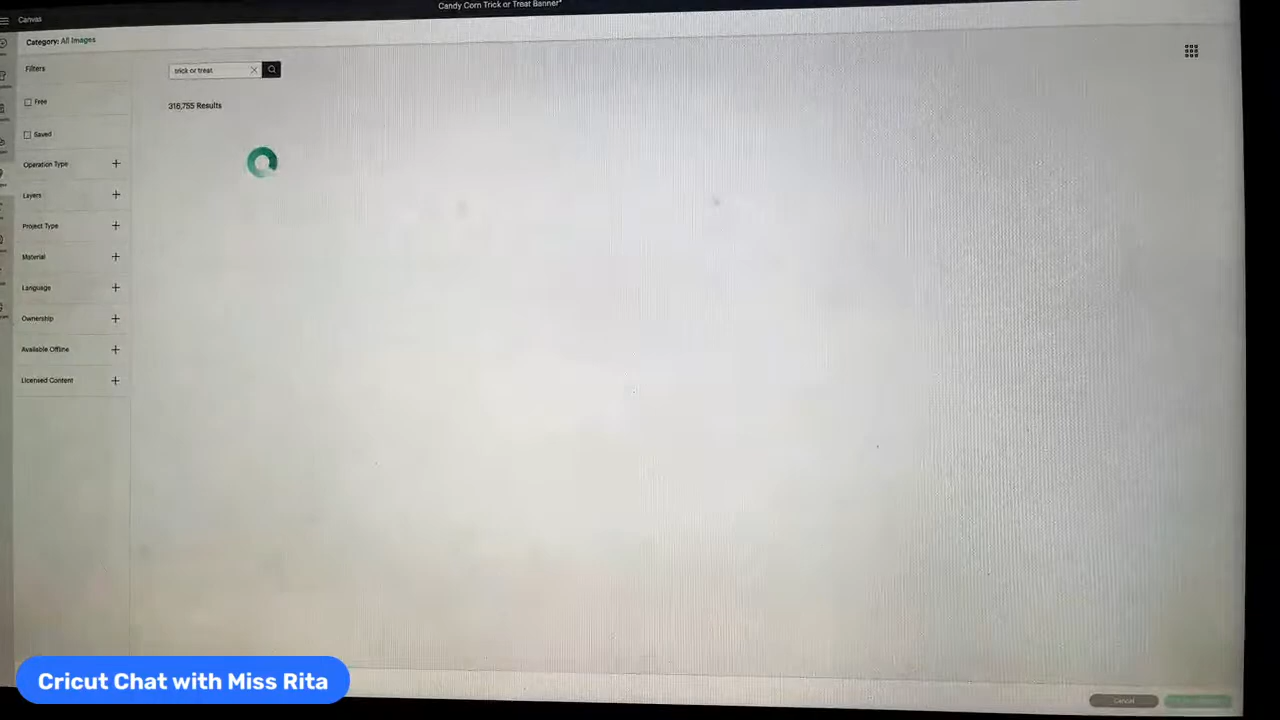 Candy Corn Trick or Treat Banner*
Canvas
Category: All Images
Filters
trick or treat
Free
318,755 Results
Saved
Operation Type
Layers
Project Type
Material
Language
Ownership
Available Offline
Licensed Content
Cricut Chat with Miss Rita
Cancel